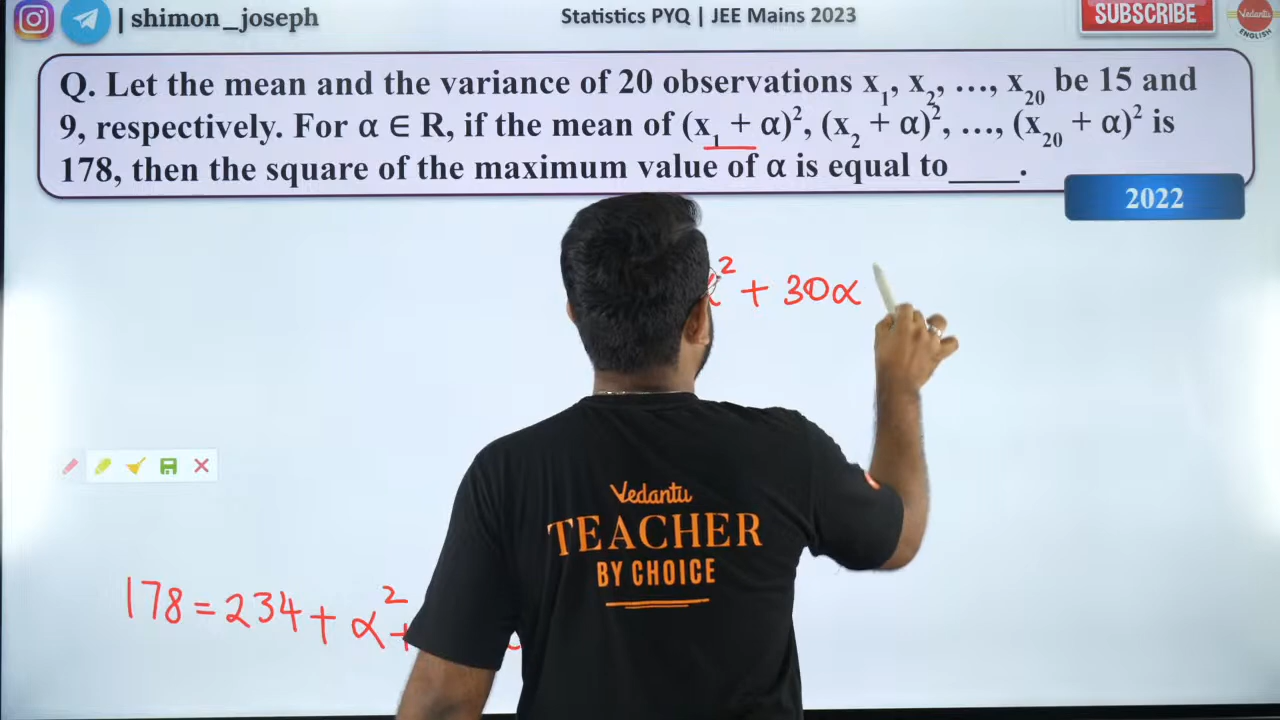 | shimon_joseph
Statistics PYQ | JEE Mains 2023
SUBSCRIBE
Vedantu
ENGLISH
Q. Let the mean and the variance of 20 observations x₁, x₂, …, x₂₀ be 15 and
9, respectively. For α ∈ R, if the mean of (x₁ + α)², (x₂ + α)², …, (x₂₀ + α)² is
178, then the square of the maximum value of α is equal to____.
2022
² + 30α
Vedantu
TEACHER
BY CHOICE
178 = 234 + α² +